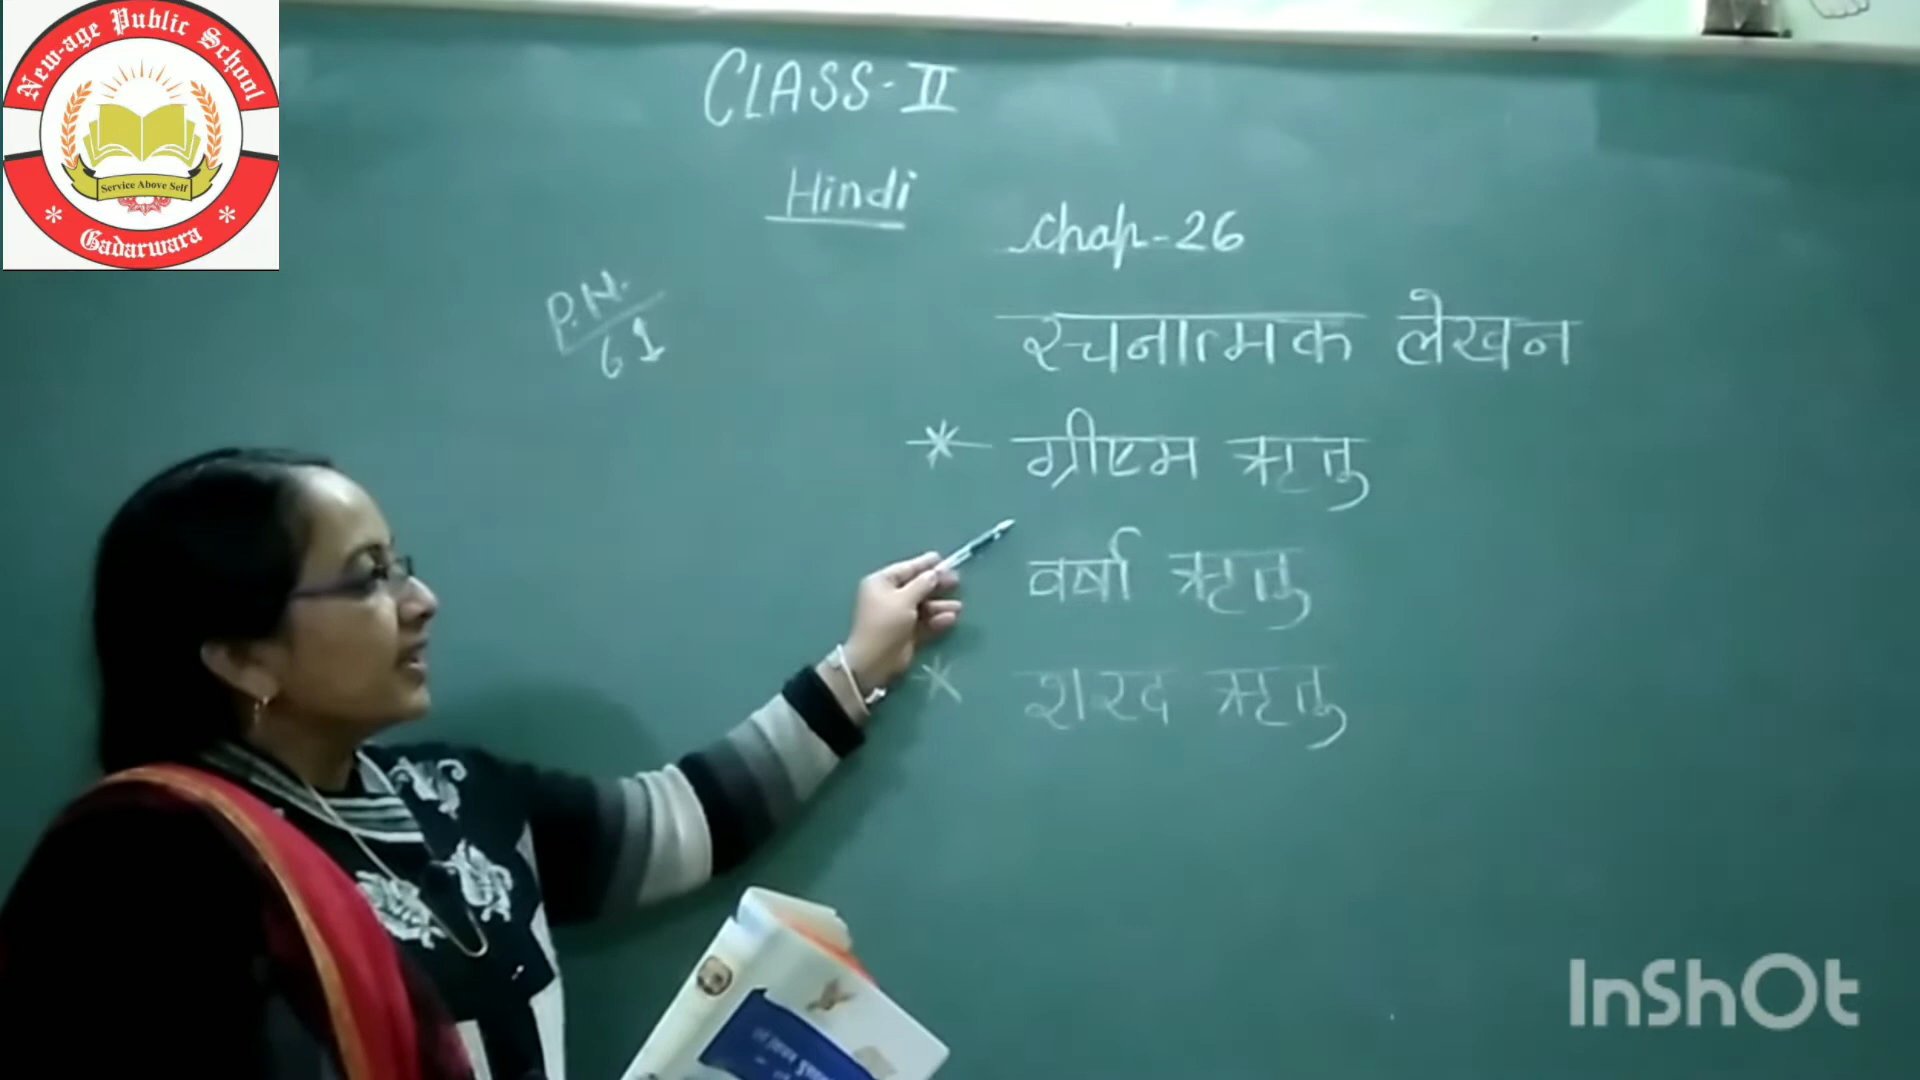 New-age Public School
Service Above Self
Gadarwara
CLASS-II
Hindi
Chap-26
P.N.
61
रचनात्मक लेखन
* ग्रीष्म ऋतु
वर्षा ऋतु
* शरद ऋतु
InShOt